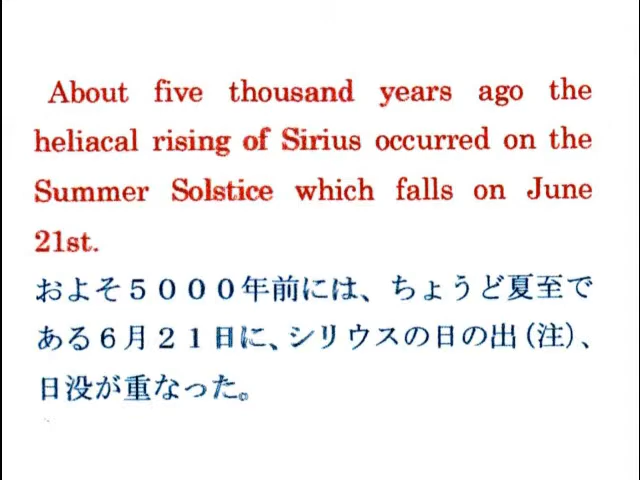 About five thousand years ago the
heliacal rising of Sirius occurred on the
Summer Solstice which falls on June
21st.
およそ５０００年前には、ちょうど夏至で
ある６月２１日に、シリウスの日の出（注）、
日没が重なった。